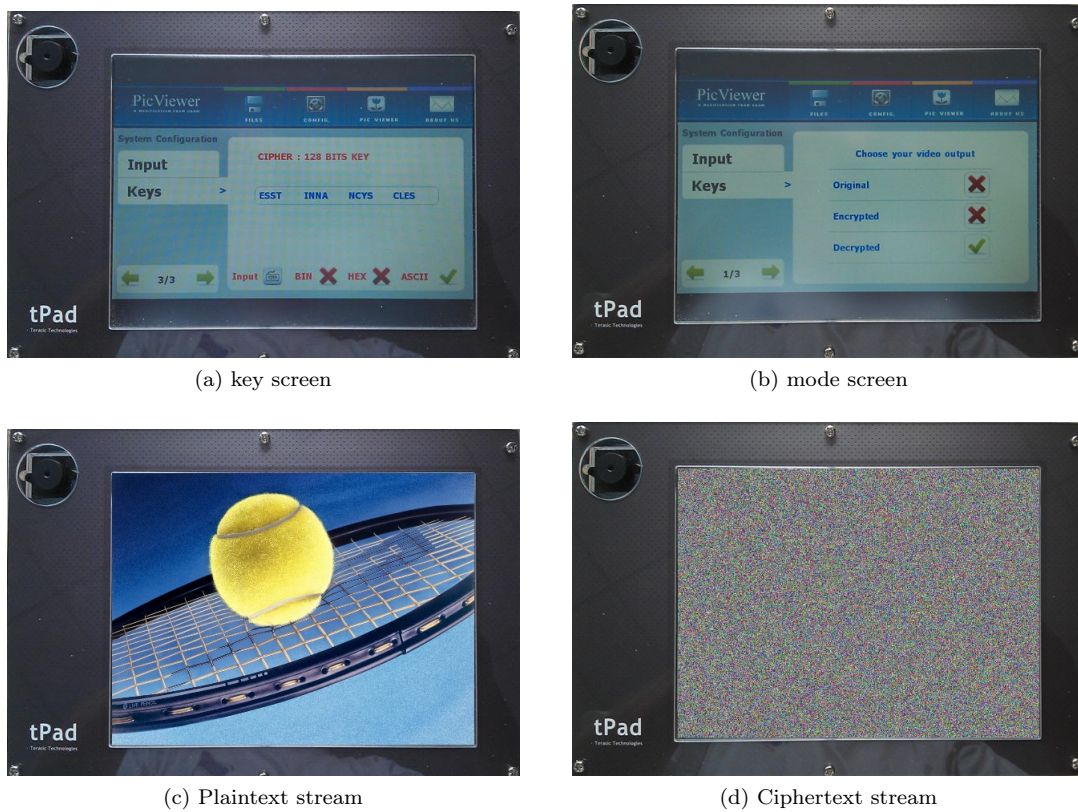 PicViewer
FILES CONFIG. PIC VIEWER ABOUT US
System Configuration
Input
Keys >
3/3
CIPHER : 128 BITS KEY
ESST INNA NCYS CLES
Input BIN HEX ASCII
tPad
Terasic Technologies
(a) key screen
PicViewer
FILES CONFIG. PIC VIEWER ABOUT US
System Configuration
Input
Keys >
1/3
Choose your video output
Original
Encrypted
Decrypted
tPad
Terasic Technologies
(b) mode screen
tPad
Terasic Technologies
(c) Plaintext stream
tPad
Terasic Technologies
(d) Ciphertext stream